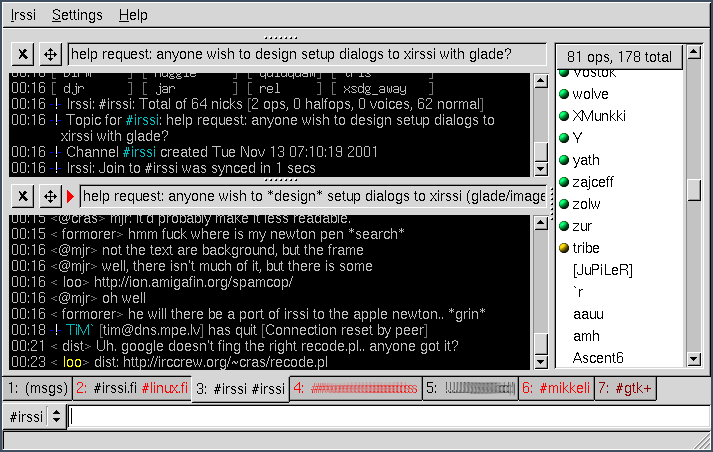 Irssi Settings Help
help request: anyone wish to design setup dialogs to xirssi with glade?
00:16 [ djr ] [ jar ] [ rel ] [ xsdg_away ]
00:16 -!- Irssi: #irssi: Total of 64 nicks [2 ops, 0 halfops, 0 voices, 62 normal]
00:16 -!- Topic for #irssi: help request: anyone wish to design setup dialogs to
xirssi with glade?
00:16 -!- Channel #irssi created Tue Nov 13 07:10:19 2001
00:16 -!- Irssi: Join to #irssi was synced in 1 secs
help request: anyone wish to *design* setup dialogs to xirssi (glade/image
00:15 <@cras> mjr: it'd probably make it less readable.
00:16 < formorer> hmm fuck where is my newton pen *search*
00:16 <@mjr> not the text are background, but the frame
00:16 <@mjr> well, there isn't much of it, but there is some
00:16 < loo> http://ion.amigafin.org/spamcop/
00:16 <@mjr> oh well
00:16 < formorer> he will there be a port of irssi to the apple newton.. *grin*
00:18 -!- TiM` [tim@dns.mpe.lv] has quit [Connection reset by peer]
00:21 < dist> Uh. google doesn't fing the right recode.pl.. anyone got it?
00:23 < loo> dist: http://irccrew.org/~cras/recode.pl
81 ops, 178 total
Vostok
wolve
XMunkki
Y
yath
zajceff
zolw
zur
tribe
[JuPiLeR]
`r
aauu
amh
Ascent6
1: (msgs) 2: #irssi.fi #linux.fi 3: #irssi #irssi 4: 5: 6: #mikkeli 7: #gtk+
#irssi